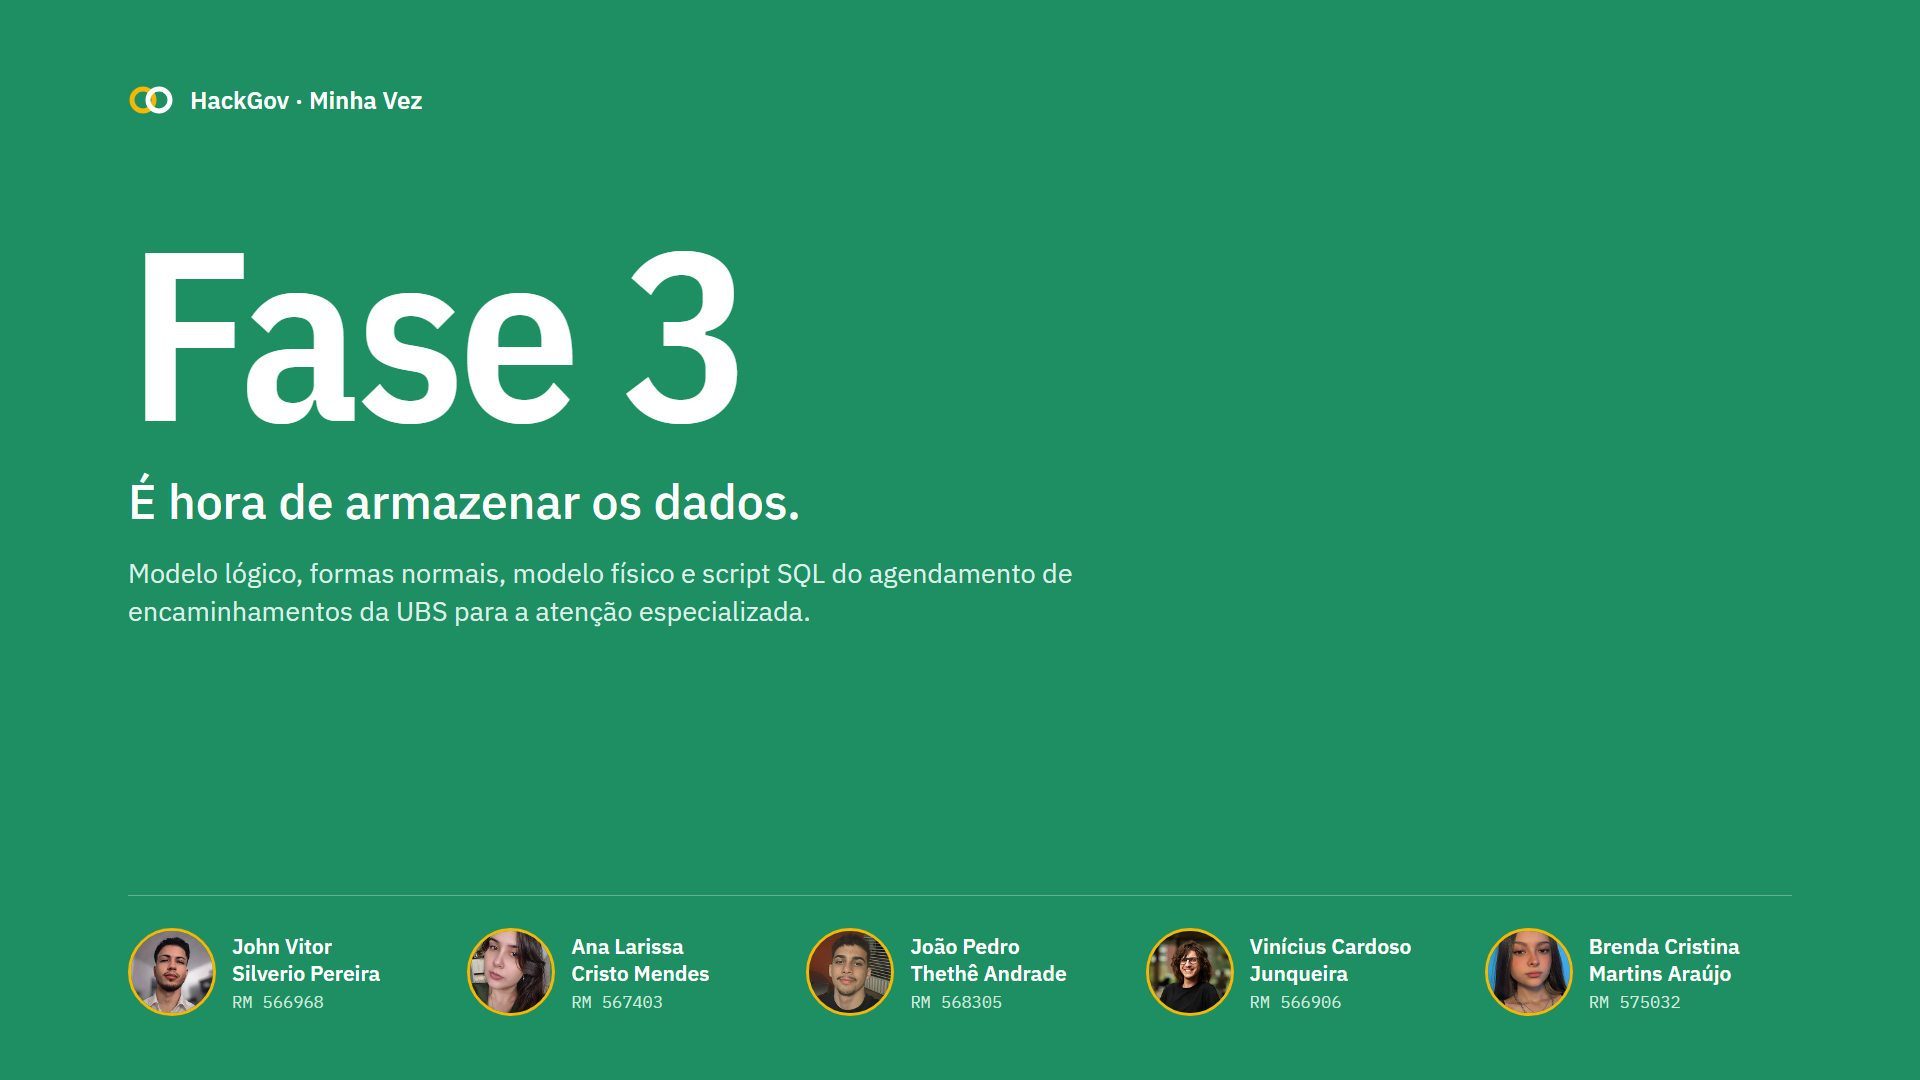 HackGov · Minha Vez
Fase 3
É hora de armazenar os dados.
Modelo lógico, formas normais, modelo físico e script SQL do agendamento de
encaminhamentos da UBS para a atenção especializada.
John Vitor
Silverio Pereira
RM 566968
Ana Larissa
Cristo Mendes
RM 567403
João Pedro
Thethê Andrade
RM 568305
Vinícius Cardoso
Junqueira
RM 566906
Brenda Cristina
Martins Araújo
RM 575032